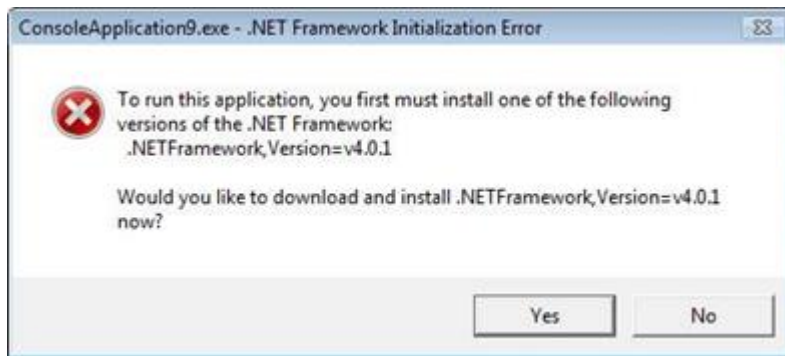 ConsoleApplication9.exe - .NET Framework Initialization Error
To run this application, you first must install one of the following
versions of the .NET Framework:
.NETFramework,Version=v4.0.1
Would you like to download and install .NETFramework,Version=v4.0.1
now?
Yes No